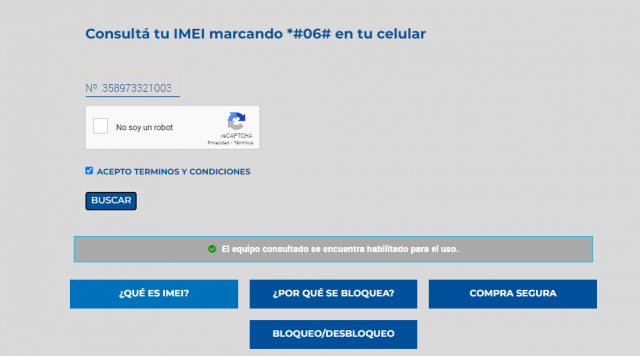 Consultá tu IMEI marcando *#06# en tu celular
Nº 358973321003
No soy un robot
reCAPTCHA
Privacidad - Términos
ACEPTO TERMINOS Y CONDICIONES
BUSCAR
El equipo consultado se encuentra habilitado para el uso.
¿QUÉ ES IMEI?
¿POR QUÉ SE BLOQUEA?
COMPRA SEGURA
BLOQUEO/DESBLOQUEO